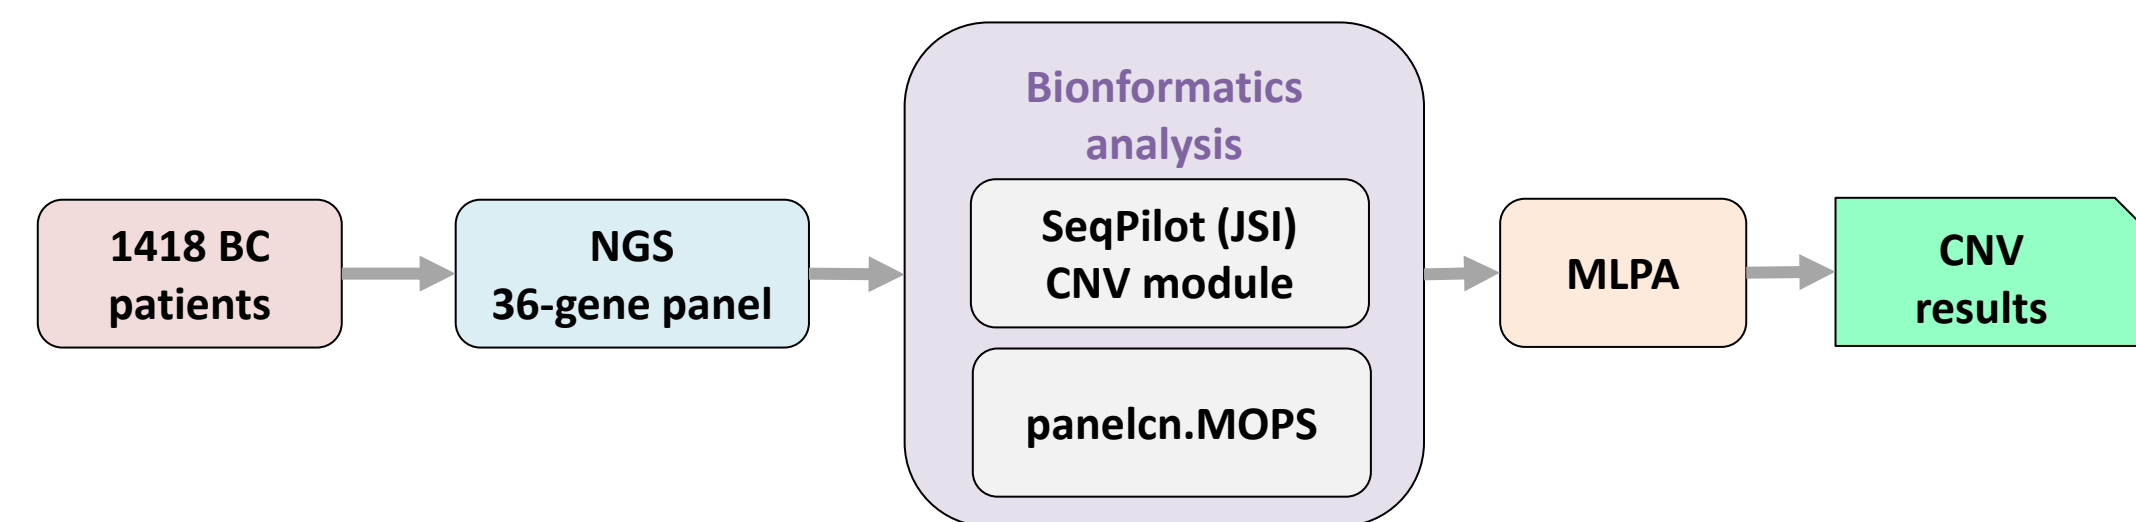 1418 BC
patients
NGS
36-gene panel
Bionformatics
analysis
SeqPilot (JSI)
CNV module
panelcn.MOPS
MLPA
CNV
results